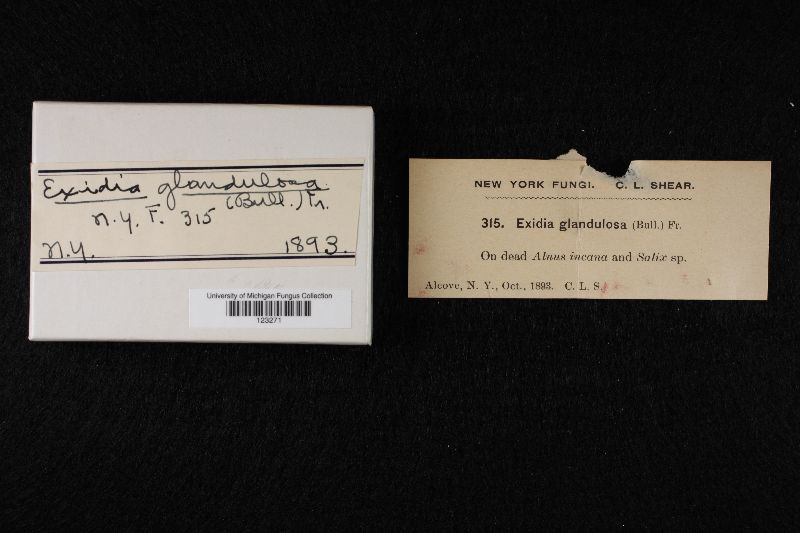 Exidia glandulosa
(Bull.) Fr.
N.Y. F. 315
N.Y. 1893.
University of Michigan Fungus Collection
123271
NEW YORK FUNGI. C. L. SHEAR.
315. Exidia glandulosa (Bull.) Fr.
On dead Alnus incana and Salix sp.
Alcove, N. Y., Oct., 1893. C. L. S.